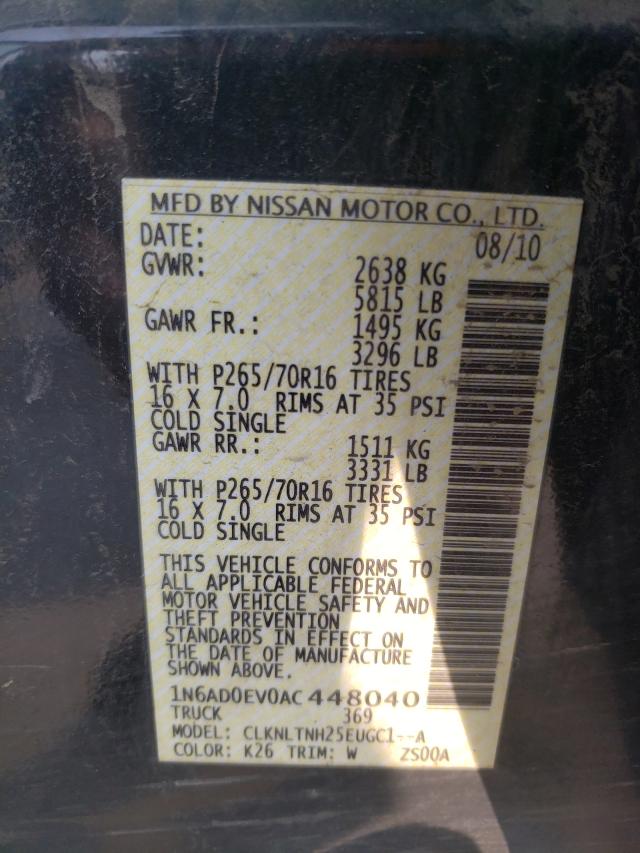 MFD BY NISSAN MOTOR CO., LTD.
DATE: 08/10
GVWR: 2638 KG
5815 LB
GAWR FR.: 1495 KG
3296 LB
WITH P265/70R16 TIRES
16 X 7.0 RIMS AT 35 PSI
COLD SINGLE
GAWR RR.: 1511 KG
3331 LB
WITH P265/70R16 TIRES
16 X 7.0 RIMS AT 35 PSI
COLD SINGLE
THIS VEHICLE CONFORMS TO
ALL APPLICABLE FEDERAL
MOTOR VEHICLE SAFETY AND
THEFT PREVENTION
STANDARDS IN EFFECT ON
THE DATE OF MANUFACTURE
SHOWN ABOVE.
1N6AD0EV0AC 448040
TRUCK 369
MODEL: CLKNLTNH25EUGC1--A
COLOR: K26 TRIM: W ZS00A